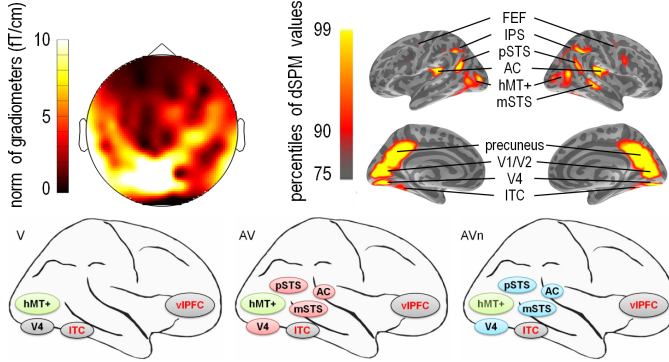 norm of gradiometers (fT/cm)
10
5
0
percentiles of dSPM values
99
90
75
FEF
IPS
pSTS
AC
hMT+
mSTS
precuneus
V1/V2
V4
ITC
V
hMT+
V4
ITC
vlPFC
AV
pSTS
AC
hMT+
mSTS
V4
ITC
vlPFC
AVn
pSTS
AC
hMT+
mSTS
V4
ITC
vlPFC